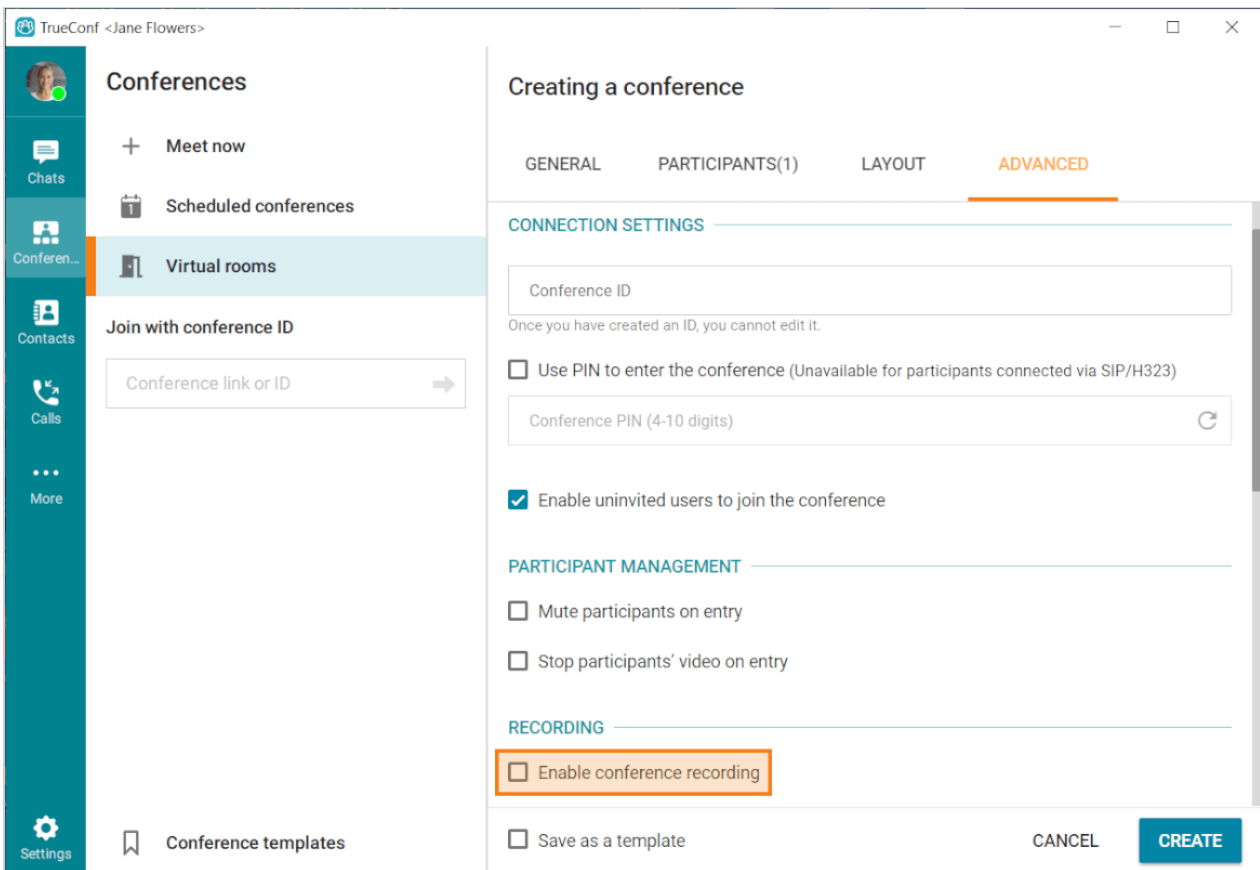 TrueConf <Jane Flowers>
Chats
Conferen...
Contacts
Calls
More
Settings
Conferences
Meet now
1
Scheduled conferences
Virtual rooms
Join with conference ID
Conference link or ID
Conference templates
Creating a conference
GENERAL PARTICIPANTS(1) LAYOUT ADVANCED
CONNECTION SETTINGS
Conference ID
Once you have created an ID, you cannot edit it.
Use PIN to enter the conference (Unavailable for participants connected via SIP/H323)
Conference PIN (4-10 digits)
Enable uninvited users to join the conference
PARTICIPANT MANAGEMENT
Mute participants on entry
Stop participants' video on entry
RECORDING
Enable conference recording
Save as a template CANCEL CREATE